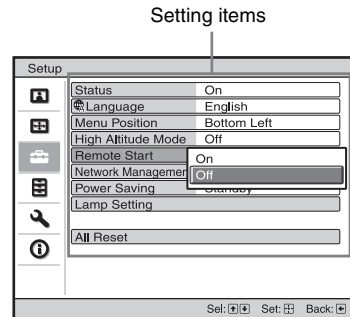 Setting items
Setup
Status On
Language English
Menu Position Bottom Left
High Altitude Mode Off
Remote Start On
Network Managemen Off
Power Saving Standby
Lamp Setting
All Reset
Sel: Set: Back: